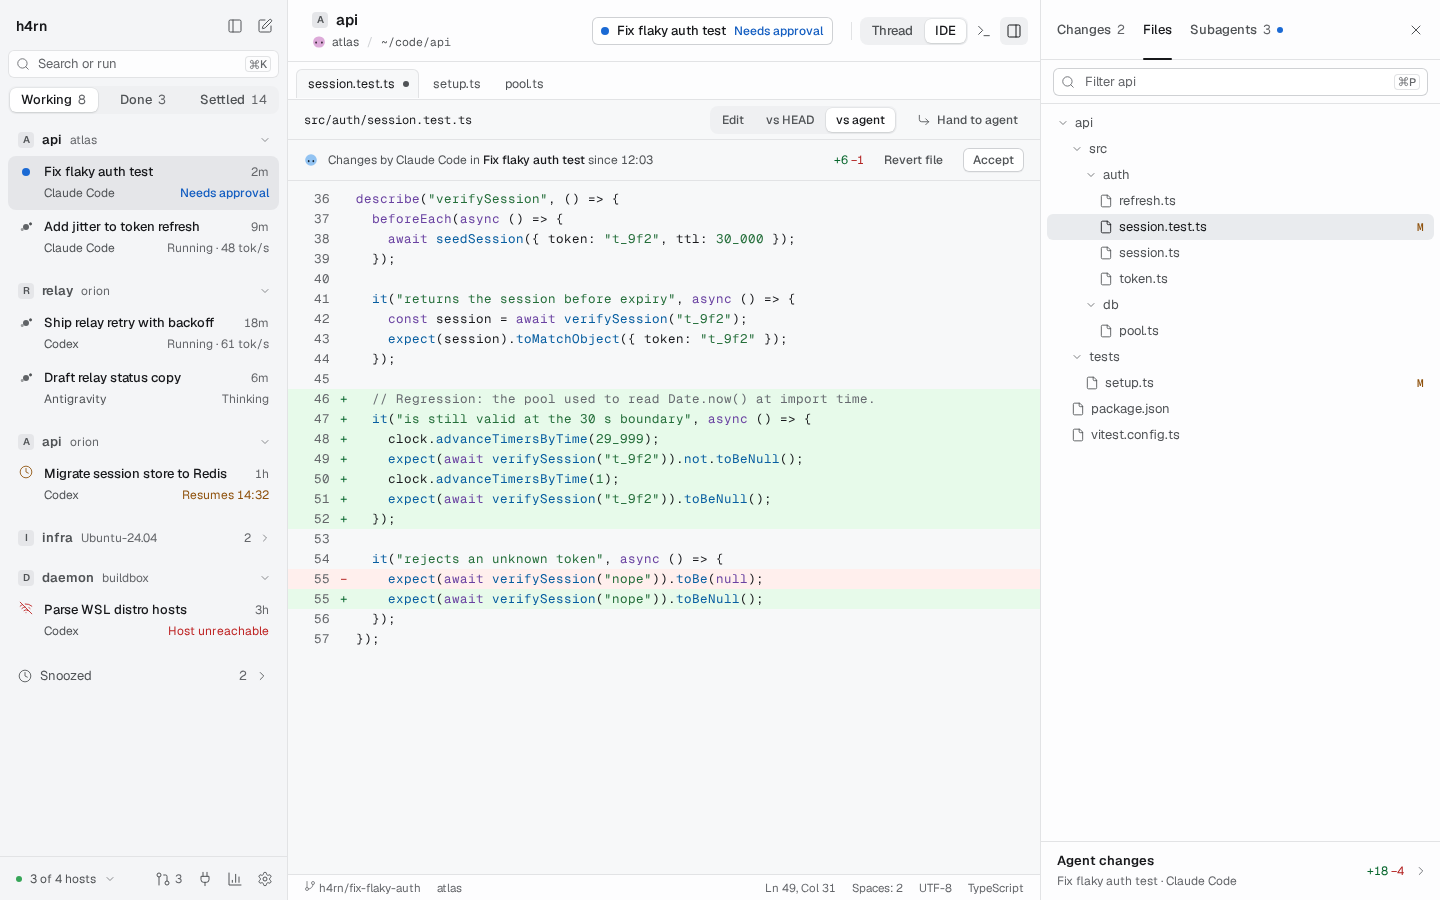 h4rn
Search or run ⌘K
Working 8 Done 3 Settled 14
A api atlas
Fix flaky auth test 2m
Claude Code Needs approval
Add jitter to token refresh 9m
Claude Code Running · 48 tok/s
R relay orion
Ship relay retry with backoff 18m
Codex Running · 61 tok/s
Draft relay status copy 6m
Antigravity Thinking
A api orion
Migrate session store to Redis 1h
Codex Resumes 14:32
I infra Ubuntu-24.04 2
D daemon buildbox
Parse WSL distro hosts 3h
Codex Host unreachable
Snoozed 2
3 of 4 hosts 3
A api
atlas / ~/code/api
Fix flaky auth test Needs approval
Thread IDE
session.test.ts setup.ts pool.ts
src/auth/session.test.ts
Edit vs HEAD vs agent Hand to agent
Changes by Claude Code in Fix flaky auth test since 12:03
+6 −1 Revert file Accept
36 describe("verifySession", () => {
37 beforeEach(async () => {
38 await seedSession({ token: "t_9f2", ttl: 30_000 });
39 });
40
41 it("returns the session before expiry", async () => {
42 const session = await verifySession("t_9f2");
43 expect(session).toMatchObject({ token: "t_9f2" });
44 });
45
46 + // Regression: the pool used to read Date.now() at import time.
47 + it("is still valid at the 30 s boundary", async () => {
48 + clock.advanceTimersByTime(29_999);
49 + expect(await verifySession("t_9f2")).not.toBeNull();
50 + clock.advanceTimersByTime(1);
51 + expect(await verifySession("t_9f2")).toBeNull();
52 + });
53
54 it("rejects an unknown token", async () => {
55 − expect(await verifySession("nope")).toBe(null);
55 + expect(await verifySession("nope")).toBeNull();
56 });
57 });
h4rn/fix-flaky-auth atlas
Ln 49, Col 31 Spaces: 2 UTF-8 TypeScript
Changes 2 Files Subagents 3
Filter api ⌘P
api
src
auth
refresh.ts
session.test.ts M
session.ts
token.ts
db
pool.ts
tests
setup.ts M
package.json
vitest.config.ts
Agent changes
Fix flaky auth test · Claude Code
+18 −4